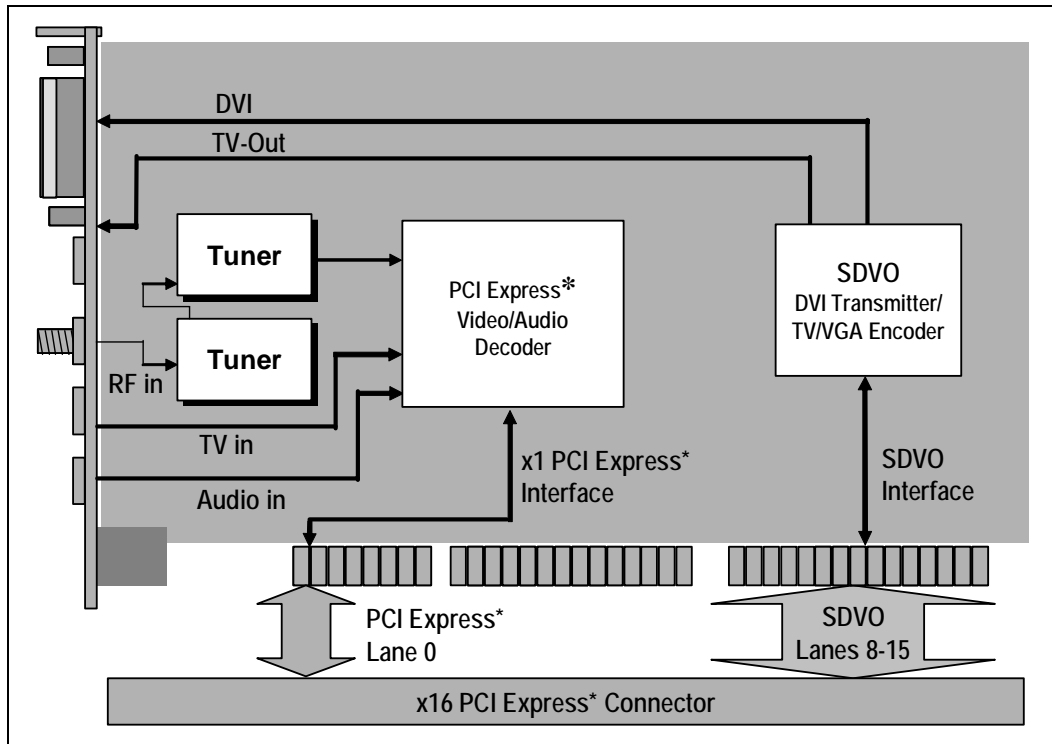 DVI
TV-Out
Tuner
PCI Express*
Video/Audio
Decoder
SDVO
DVI Transmitter/
TV/VGA Encoder
Tuner
RF in
TV in
Audio in
x1 PCI Express*
Interface
SDVO
Interface
PCI Express*
Lane 0
SDVO
Lanes 8-15
x16 PCI Express* Connector